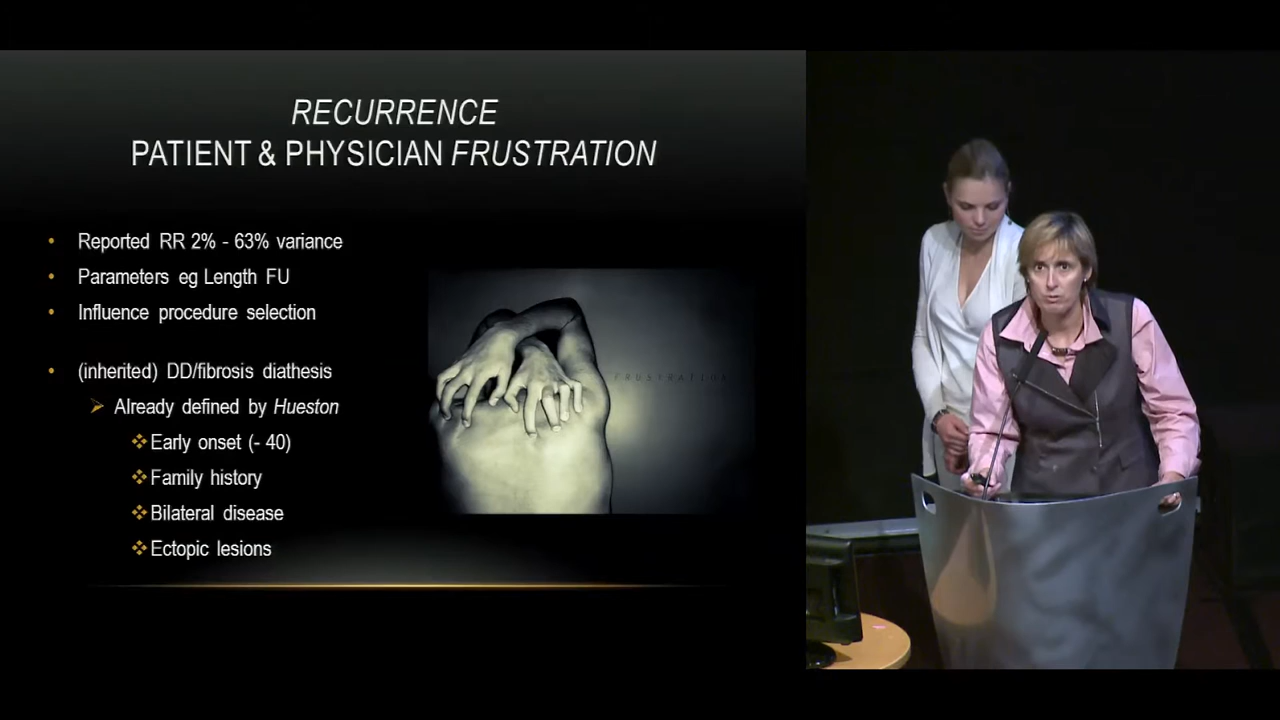 RECURRENCE
PATIENT & PHYSICIAN FRUSTRATION
• Reported RR 2% - 63% variance
• Parameters eg Length FU
• Influence procedure selection
• (inherited) DD/fibrosis diathesis
➢ Already defined by Hueston
❖ Early onset (- 40)
❖ Family history
❖ Bilateral disease
❖ Ectopic lesions
FRUSTRATION